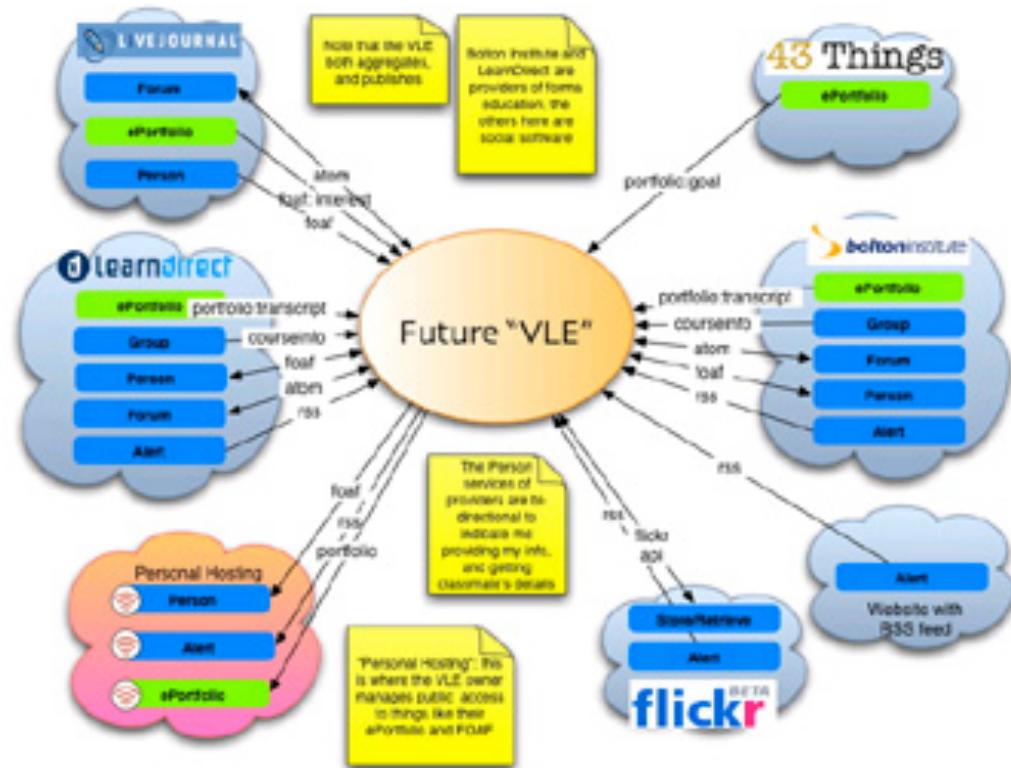 LIVEJOURNAL
Forum
ePortfolio
Person
Note that the VLE
both aggregates,
and publishes
Bolton Institute and
LearnDirect are
providers of forma
education, the
others here are
social software
43 Things
ePortfolio
atom
foaf: interest
foaf
portfolio:goal
learndirect
ePortfolio
Group
Person
Forum
Alert
portfolio:transcript
courseinfo
foaf
atom
rss
Future "VLE"
boltoninstitute
ePortfolio
Group
Forum
Person
Alert
portfolio:transcript
courseinfo
atom
foaf
rss
foaf
rss
portfolio
The Person
services of
providers are
directional to
indicate me
providing my info,
and getting
classmate's details
rss
flickr
api
rss
Personal Hosting
Person
Alert
ePortfolio
"Personal Hosting": this
is where the VLE owner
manages public access
to things like their
ePortfolio and FOAF
Store/Retrieve
Alert
flickr
BETA
Alert
Website with
RSS feed